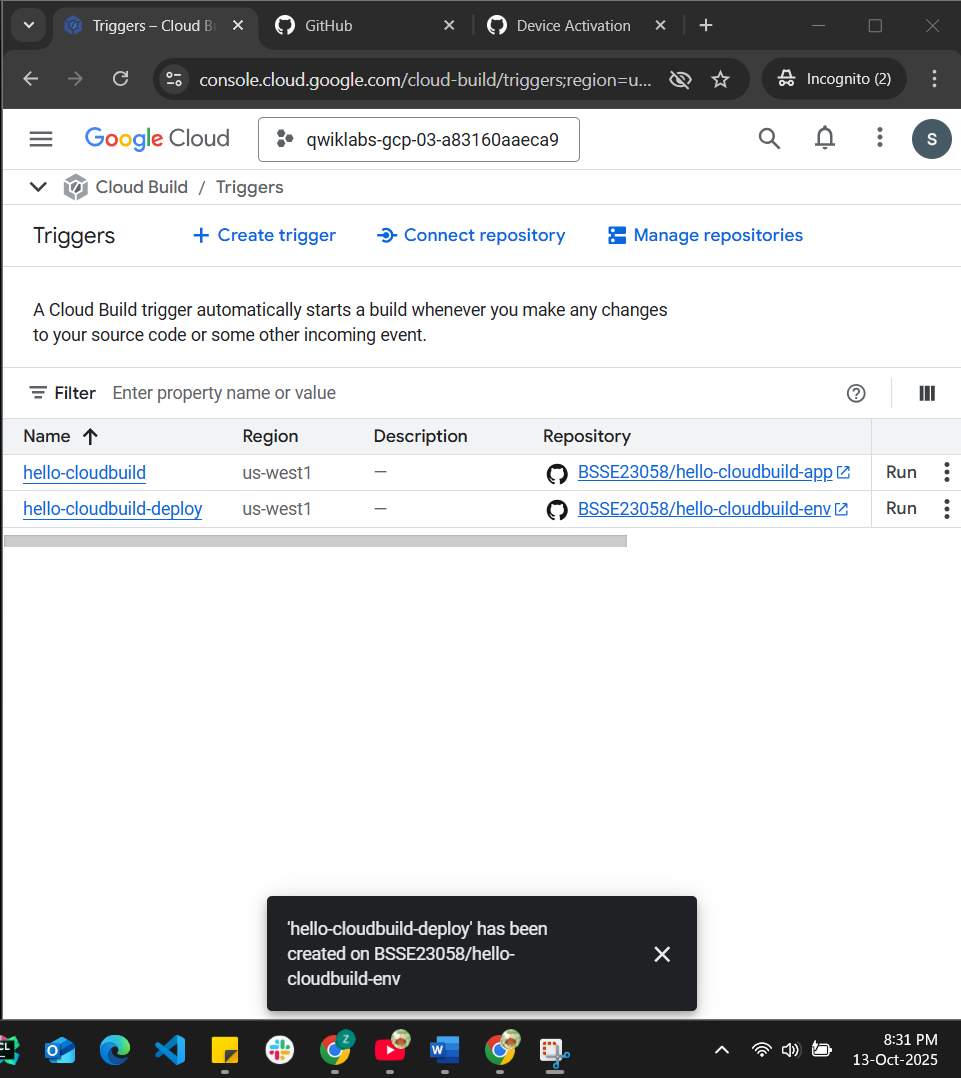 Triggers – Cloud Bu
GitHub
Device Activation
console.cloud.google.com/cloud-build/triggers;region=u...
Incognito (2)
Google Cloud
qwiklabs-gcp-03-a83160aaeca9
S
Cloud Build / Triggers
Triggers
Create trigger
Connect repository
Manage repositories
A Cloud Build trigger automatically starts a build whenever you make any changes
to your source code or some other incoming event.
Filter Enter property name or value
Name Region Description Repository
hello-cloudbuild us-west1 — BSSE23058/hello-cloudbuild-app Run
hello-cloudbuild-deploy us-west1 — BSSE23058/hello-cloudbuild-env Run
'hello-cloudbuild-deploy' has been
created on BSSE23058/hello-
cloudbuild-env
CL
Z
8:31 PM
13-Oct-2025